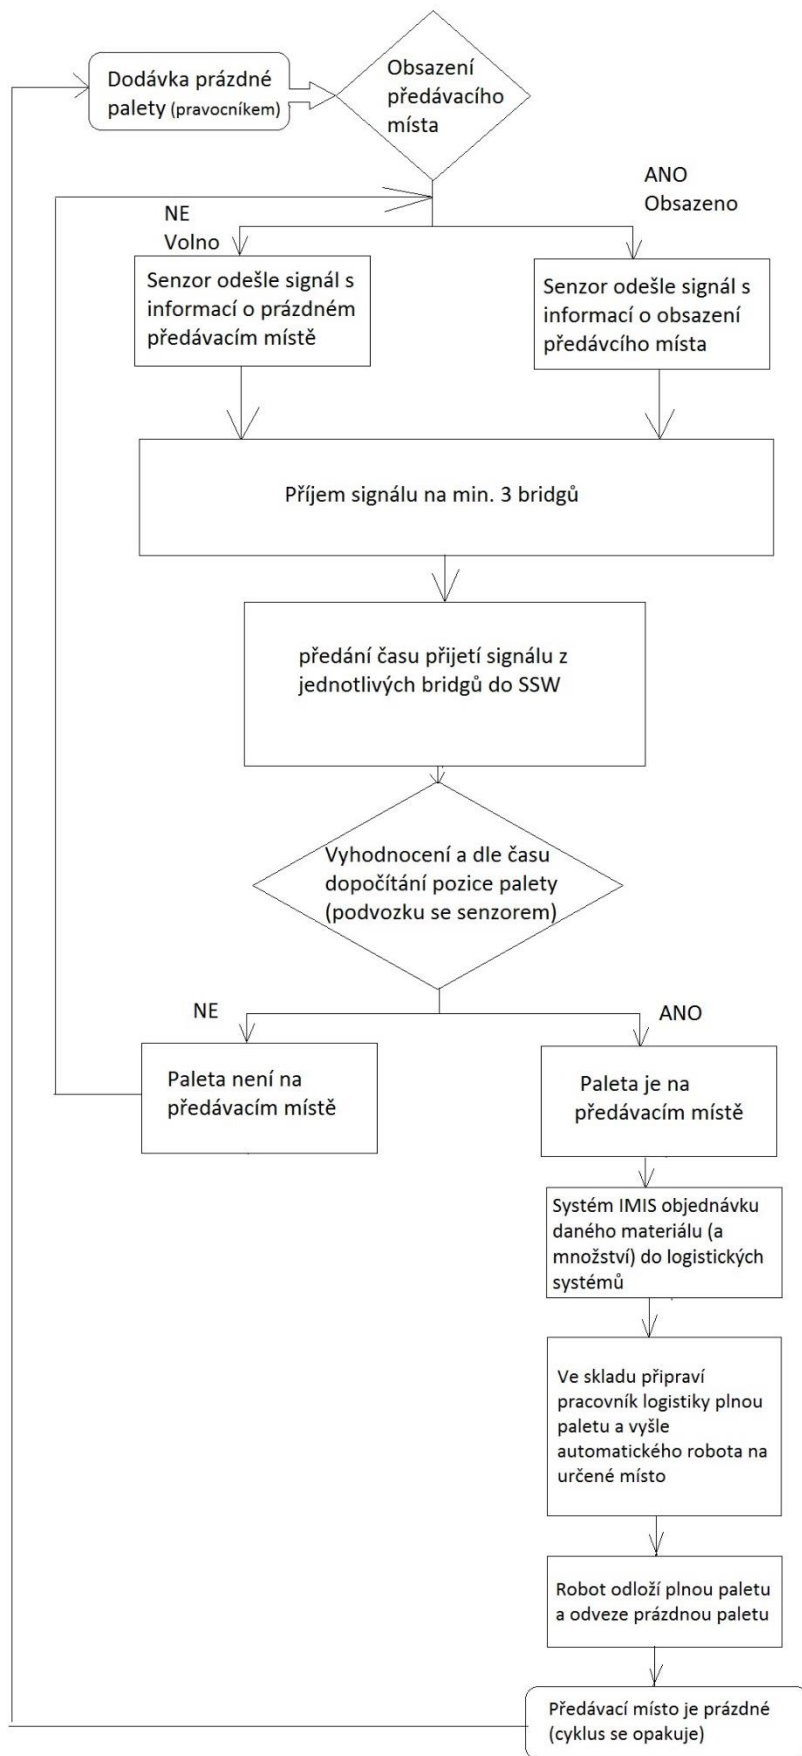 Dodávka prázdné
palety (pravocníkem)
Obsazení
předávacího
místa
NE
Volno
ANO
Obsazeno
Senzor odešle signál s
informací o prázdném
předávacím místě
Senzor odešle signál s
informací o obsazení
předávcího místa
Příjem signálu na min. 3 bridgů
předání času přijetí signálu z
jednotlivých bridgů do SSW
Vyhodnocení a dle času
dopočítání pozice palety
(podvozku se senzorem)
NE
ANO
Paleta není na
předávacím místě
Paleta je na
předávacím místě
Systém IMIS objednávku
daného materiálu (a
množství) do logistických
systémů
Ve skladu připraví
pracovník logistiky plnou
paletu a vyšle
automatického robota na
určené místo
Robot odloží plnou paletu
a odveze prázdnou paletu
Předávací místo je prázdné
(cyklus se opakuje)